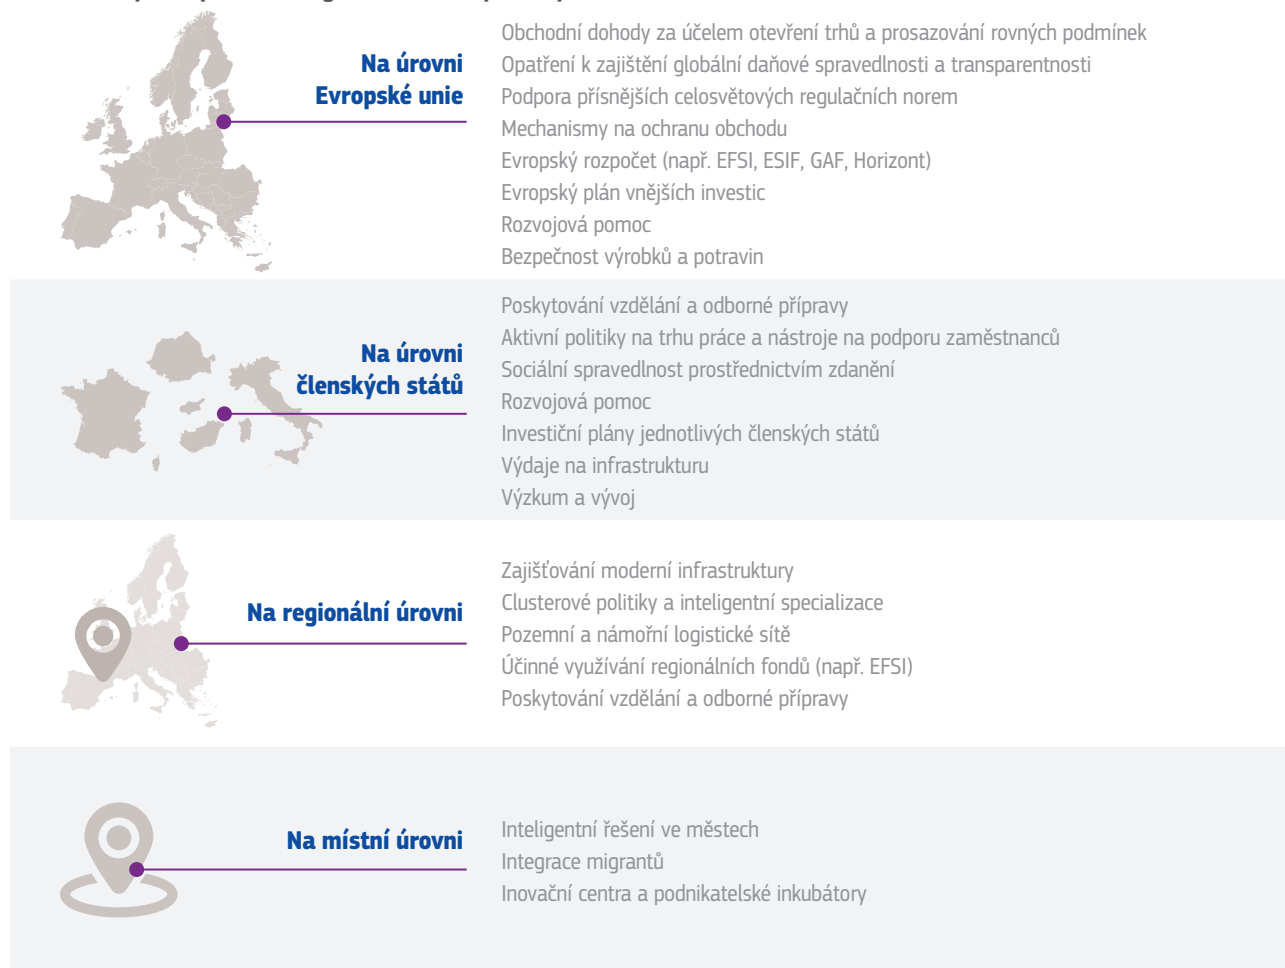 Na úrovni
Evropské unie
Obchodní dohody za účelem otevření trhů a prosazování rovných podmínek
Opatření k zajištění globální daňové spravedlnosti a transparentnosti
Podpora přísnějších celosvětových regulačních norem
Mechanismy na ochranu obchodu
Evropský rozpočet (např. EFSI, ESIF, GAF, Horizont)
Evropský plán vnějších investic
Rozvojová pomoc
Bezpečnost výrobků a potravin
Na úrovni
členských států
Poskytování vzdělání a odborné přípravy
Aktivní politiky na trhu práce a nástroje na podporu zaměstnanců
Sociální spravedlnost prostřednictvím zdanění
Rozvojová pomoc
Investiční plány jednotlivých členských států
Výdaje na infrastrukturu
Výzkum a vývoj
Na regionální úrovni
Zajišťování moderní infrastruktury
Clusterové politiky a inteligentní specializace
Pozemní a námořní logistické sítě
Účinné využívání regionálních fondů (např. EFSI)
Poskytování vzdělání a odborné přípravy
Na místní úrovni
Inteligentní řešení ve městech
Integrace migrantů
Inovační centra a podnikatelské inkubátory